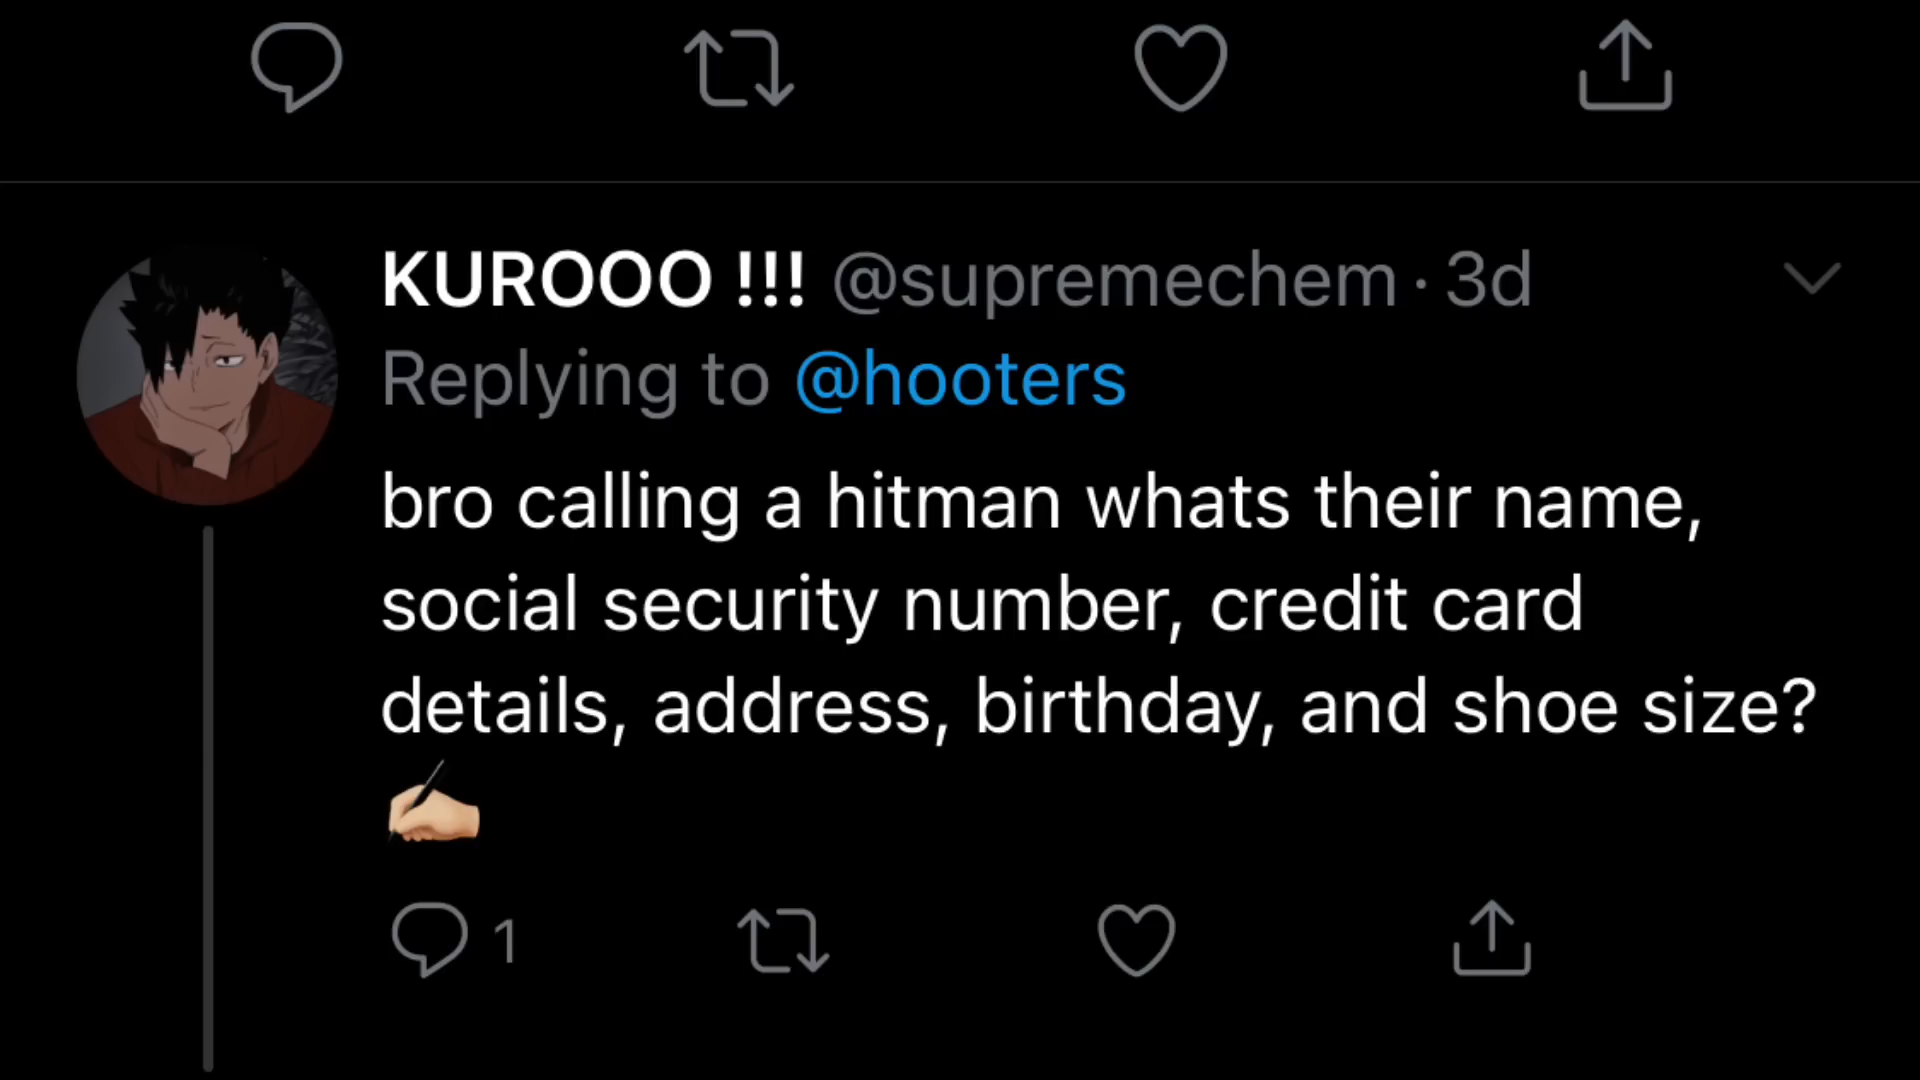 KUROOO !!! @supremechem · 3d
Replying to @hooters
bro calling a hitman whats their name,
social security number, credit card
details, address, birthday, and shoe size?
✍🏼
1